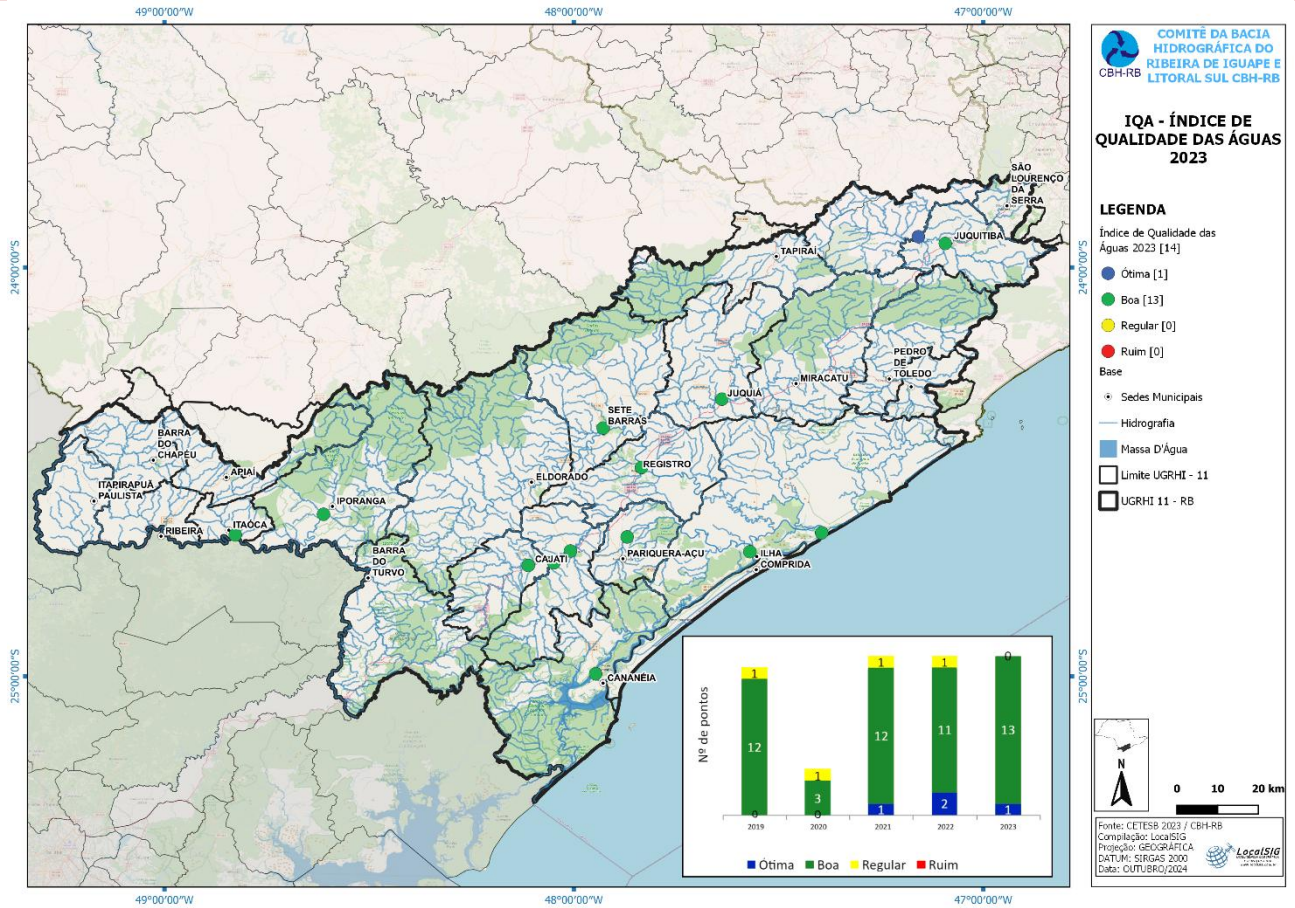 49°00'00"W
48°00'00"W
47°00'00"W
24°00'00"S
25°00'00"S
24°00'00"S
25°00'00"S
49°00'00"W
48°00'00"W
47°00'00"W
SÃO
LOURENÇO
DA
SERRA
JUQUITIBA
TAPIRAÍ
PEDRO
DE
TOLEDO
MIRACATU
JUQUIÁ
SETE
BARRAS
REGISTRO
ELDORADO
BARRA
DO
CHAPÉU
APIAÍ
ITAPIRAPUÃ
PAULISTA
RIBEIRA
ITAÓCA
IPORANGA
BARRA
DO
TURVO
CAJATI
PARIQUERA-AÇU
ILHA
COMPRIDA
CANANÉIA
Nº de pontos
1
12
0
1
3
0
1
12
1
1
11
2
0
13
1
2019
2020
2021
2022
2023
Ótima
Boa
Regular
Ruim
CBH-RB
COMITÊ DA BACIA
HIDROGRÁFICA DO
RIBEIRA DE IGUAPE E
LITORAL SUL CBH-RB
IQA - ÍNDICE DE
QUALIDADE DAS ÁGUAS
2023
LEGENDA
Índice de Qualidade das
Águas 2023 [14]
Ótima [1]
Boa [13]
Regular [0]
Ruim [0]
Base
Sedes Municipais
Hidrografia
Massa D'Água
Limite UGRHI - 11
UGRHI 11 - RB
N
0 10 20 km
Fonte: CETESB 2023 / CBH-RB
Compilação: LocalSIG
Projeção: GEOGRÁFICA
DATUM: SIRGAS 2000
Data: OUTUBRO/2024
LocalSIG